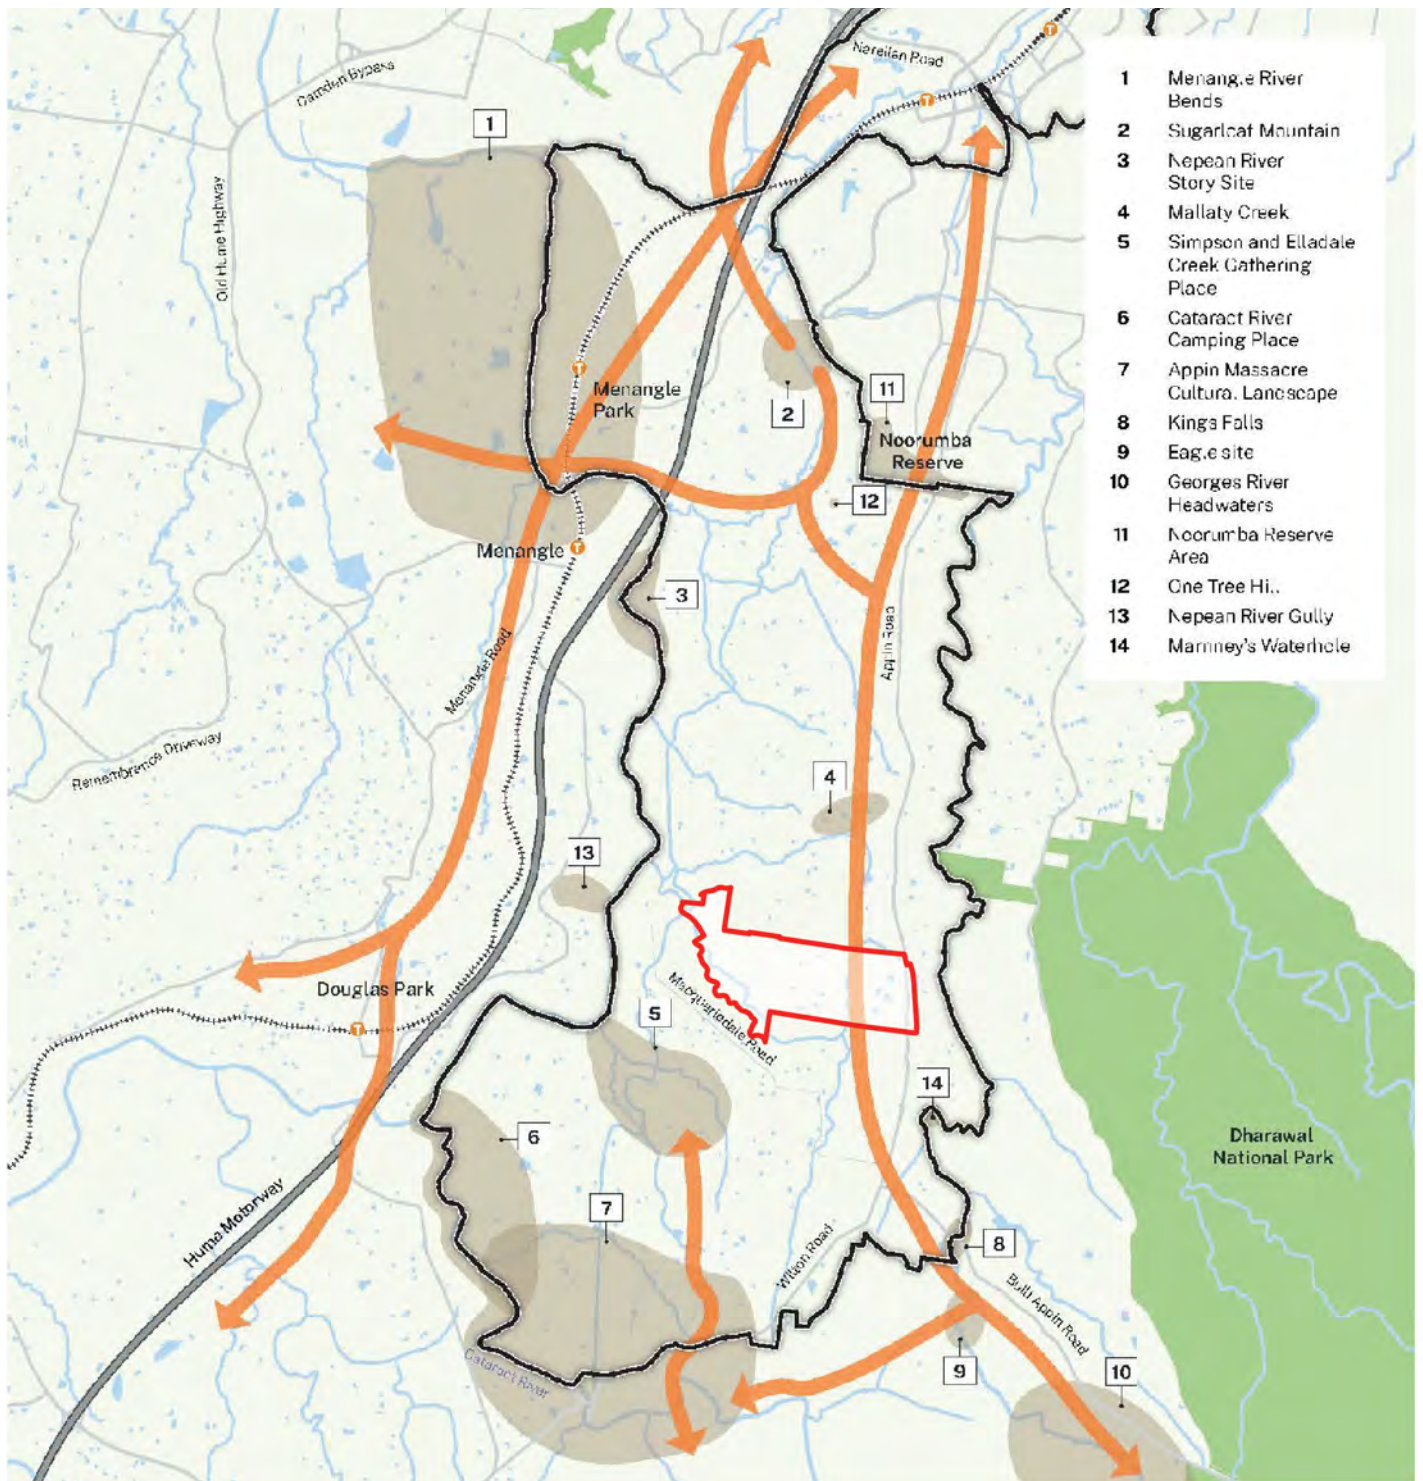 Narellan Road
Camden Bypass
1
Old Hume Highway
Menangle
Park
2
11
Noorumba
Reserve
12
Menangle
3
Appin Road
Menangle Road
Remembrance Driveway
4
13
Douglas Park
Macquariedale Road
5
14
6
Dharawal
National Park
7
Hume Motorway
Wilton Road
8
Bulli Appin Road
9
Cataract River
10
T
T
T
T
T
1 Menangle River
Bends
2 Sugarloaf Mountain
3 Nepean River
Story Site
4 Mallaty Creek
5 Simpson and Elladale
Creek Gathering
Place
6 Cataract River
Camping Place
7 Appin Massacre
Cultural Landscape
8 Kings Falls
9 Eagle site
10 Georges River
Headwaters
11 Noorumba Reserve
Area
12 One Tree Hill
13 Nepean River Gully
14 Waterhole